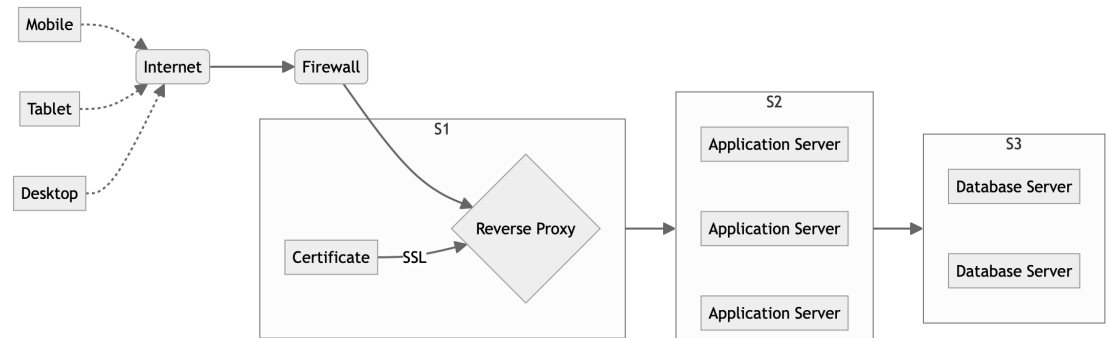 Mobile
Internet
Firewall
Tablet
Desktop
S1
Certificate
SSL
Reverse Proxy
S2
Application Server
Application Server
Application Server
S3
Database Server
Database Server